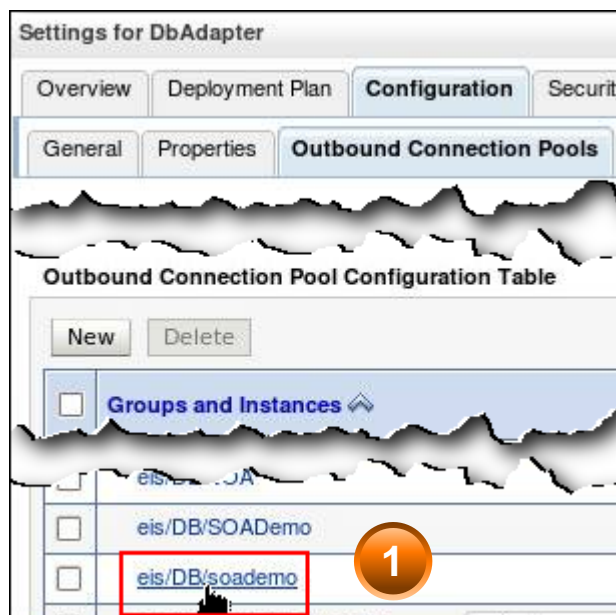 Settings for DbAdapter
Overview Deployment Plan Configuration Securit
General Properties Outbound Connection Pools
Outbound Connection Pool Configuration Table
New Delete
Groups and Instances
eis/DB/SOADemo
eis/DB/soademo
1